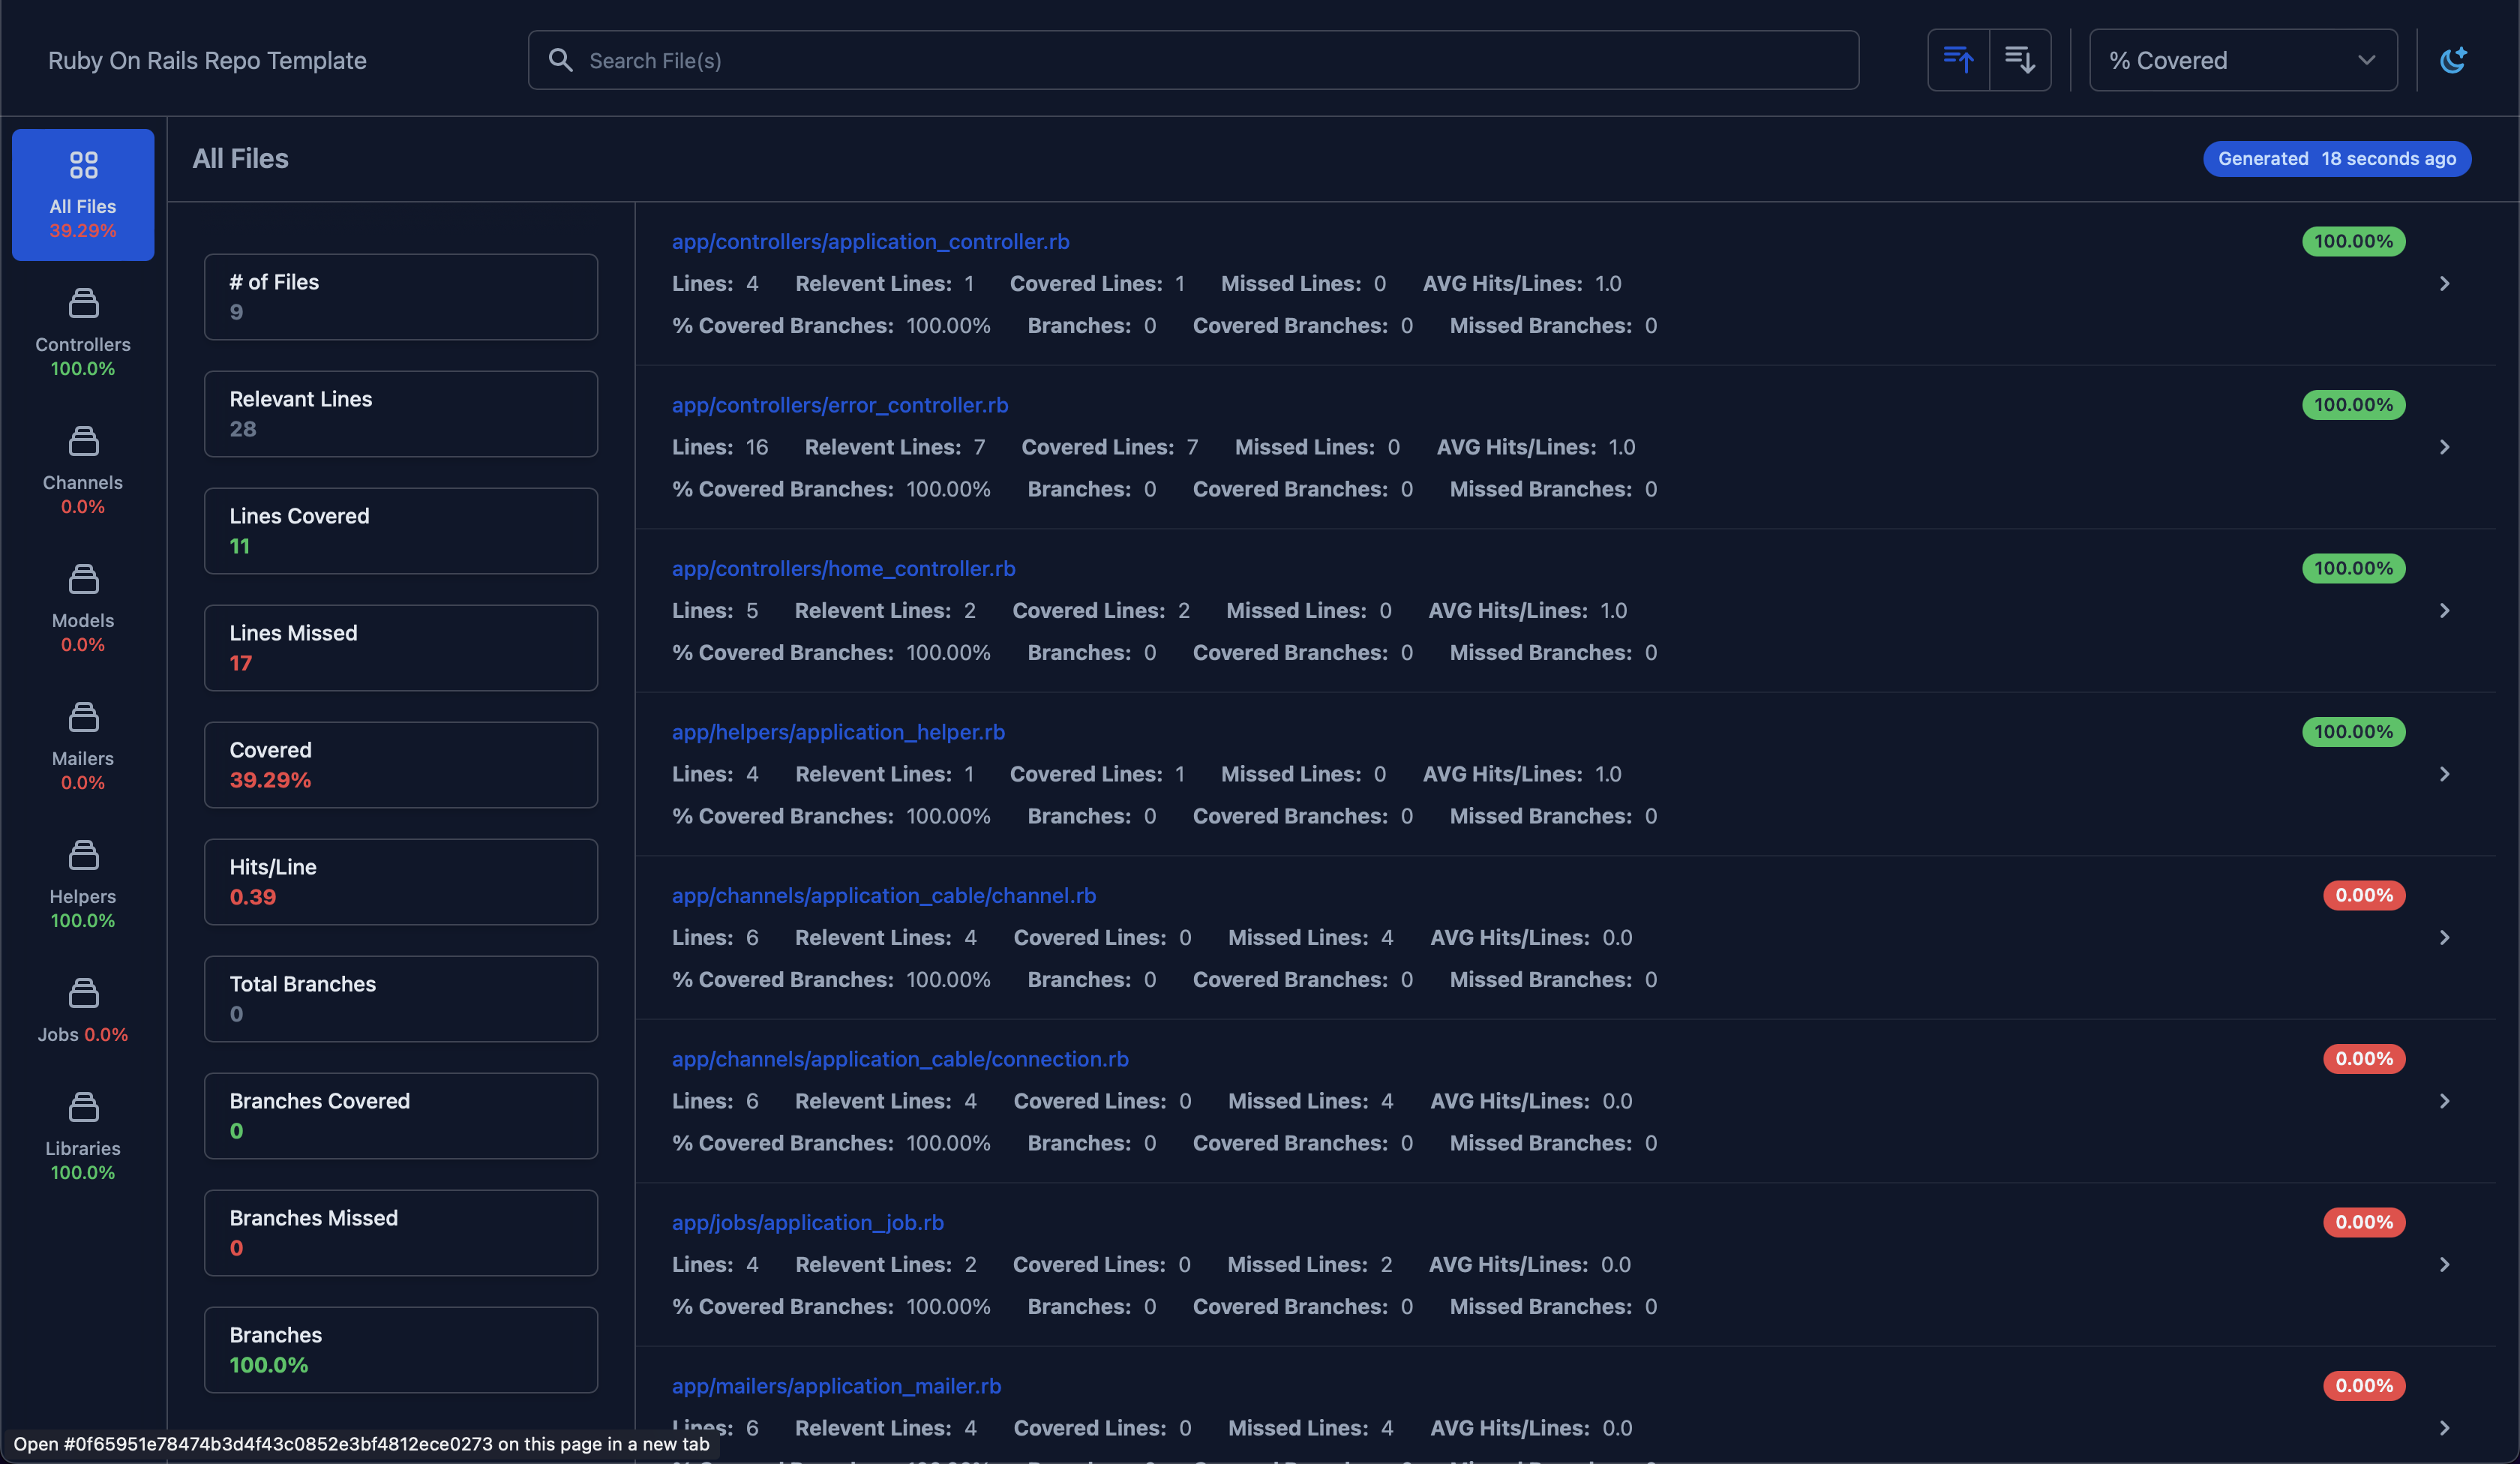 Ruby On Rails Repo Template
Search File(s)
% Covered
All Files
39.29%
Controllers
100.0%
Channels
0.0%
Models
0.0%
Mailers
0.0%
Helpers
100.0%
Jobs 0.0%
Libraries
100.0%
All Files
Generated 18 seconds ago
# of Files
9
Relevant Lines
28
Lines Covered
11
Lines Missed
17
Covered
39.29%
Hits/Line
0.39
Total Branches
0
Branches Covered
0
Branches Missed
0
Branches
100.0%
app/controllers/application_controller.rb 100.00%
Lines: 4 Relevent Lines: 1 Covered Lines: 1 Missed Lines: 0 AVG Hits/Lines: 1.0
% Covered Branches: 100.00% Branches: 0 Covered Branches: 0 Missed Branches: 0
app/controllers/error_controller.rb 100.00%
Lines: 16 Relevent Lines: 7 Covered Lines: 7 Missed Lines: 0 AVG Hits/Lines: 1.0
% Covered Branches: 100.00% Branches: 0 Covered Branches: 0 Missed Branches: 0
app/controllers/home_controller.rb 100.00%
Lines: 5 Relevent Lines: 2 Covered Lines: 2 Missed Lines: 0 AVG Hits/Lines: 1.0
% Covered Branches: 100.00% Branches: 0 Covered Branches: 0 Missed Branches: 0
app/helpers/application_helper.rb 100.00%
Lines: 4 Relevent Lines: 1 Covered Lines: 1 Missed Lines: 0 AVG Hits/Lines: 1.0
% Covered Branches: 100.00% Branches: 0 Covered Branches: 0 Missed Branches: 0
app/channels/application_cable/channel.rb 0.00%
Lines: 6 Relevent Lines: 4 Covered Lines: 0 Missed Lines: 4 AVG Hits/Lines: 0.0
% Covered Branches: 100.00% Branches: 0 Covered Branches: 0 Missed Branches: 0
app/channels/application_cable/connection.rb 0.00%
Lines: 6 Relevent Lines: 4 Covered Lines: 0 Missed Lines: 4 AVG Hits/Lines: 0.0
% Covered Branches: 100.00% Branches: 0 Covered Branches: 0 Missed Branches: 0
app/jobs/application_job.rb 0.00%
Lines: 4 Relevent Lines: 2 Covered Lines: 0 Missed Lines: 2 AVG Hits/Lines: 0.0
% Covered Branches: 100.00% Branches: 0 Covered Branches: 0 Missed Branches: 0
app/mailers/application_mailer.rb 0.00%
Lines: 6 Relevent Lines: 4 Covered Lines: 0 Missed Lines: 4 AVG Hits/Lines: 0.0
Open #0f65951e78474b3d4f43c0852e3bf4812ece0273 on this page in a new tab